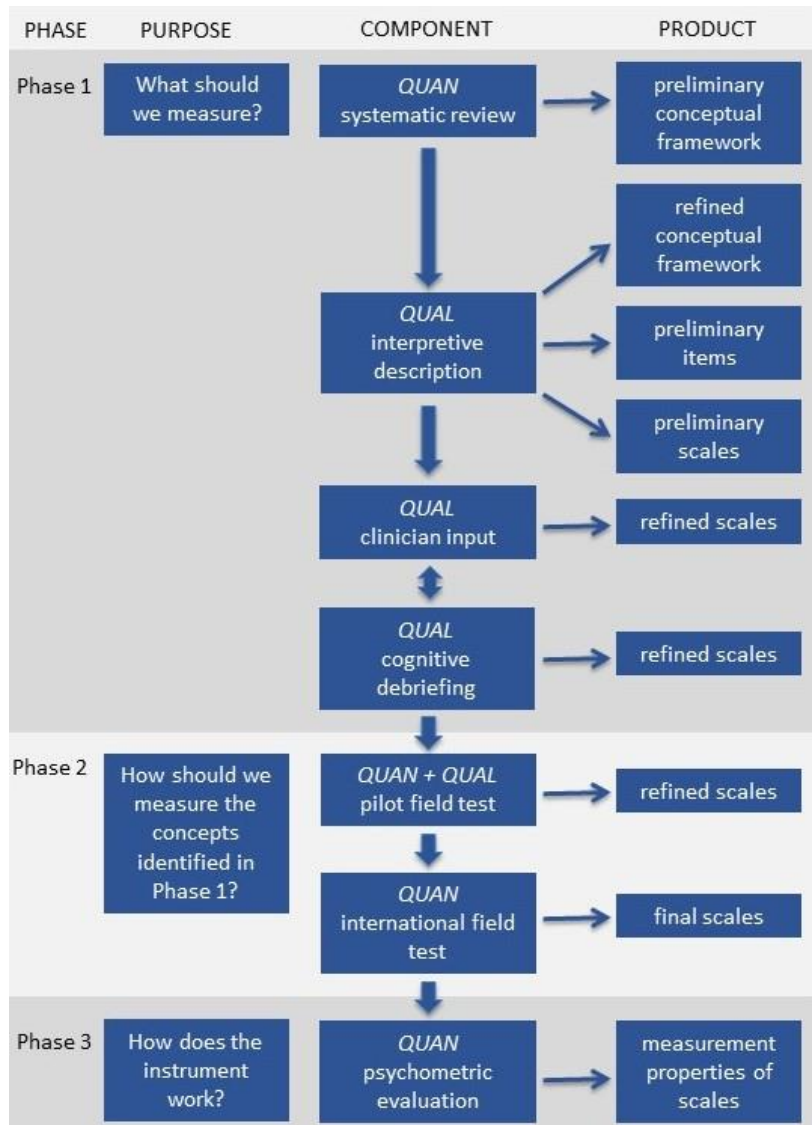 PHASE PURPOSE COMPONENT PRODUCT
Phase 1
What should
we measure?
QUAN
systematic review
preliminary
conceptual
framework
refined
conceptual
framework
QUAL
interpretive
description
preliminary
items
preliminary
scales
QUAL
clinician input
refined scales
QUAL
cognitive
debriefing
refined scales
Phase 2
How should we
measure the
concepts
identified in
Phase 1?
QUAN + QUAL
pilot field test
refined scales
QUAN
international field
test
final scales
Phase 3
How does the
instrument
work?
QUAN
psychometric
evaluation
measurement
properties of
scales